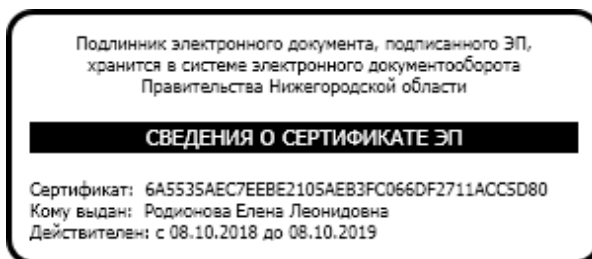 Подлинник электронного документа, подписанного ЭП,
хранится в системе электронного документооборота
Правительства Нижегородской области
СВЕДЕНИЯ О СЕРТИФИКАТЕ ЭП
Сертификат: 6A5535AEC7EEBE2105AEB3FC066DF2711ACC5D80
Кому выдан: Родионова Елена Леонидовна
Действителен: с 08.10.2018 до 08.10.2019